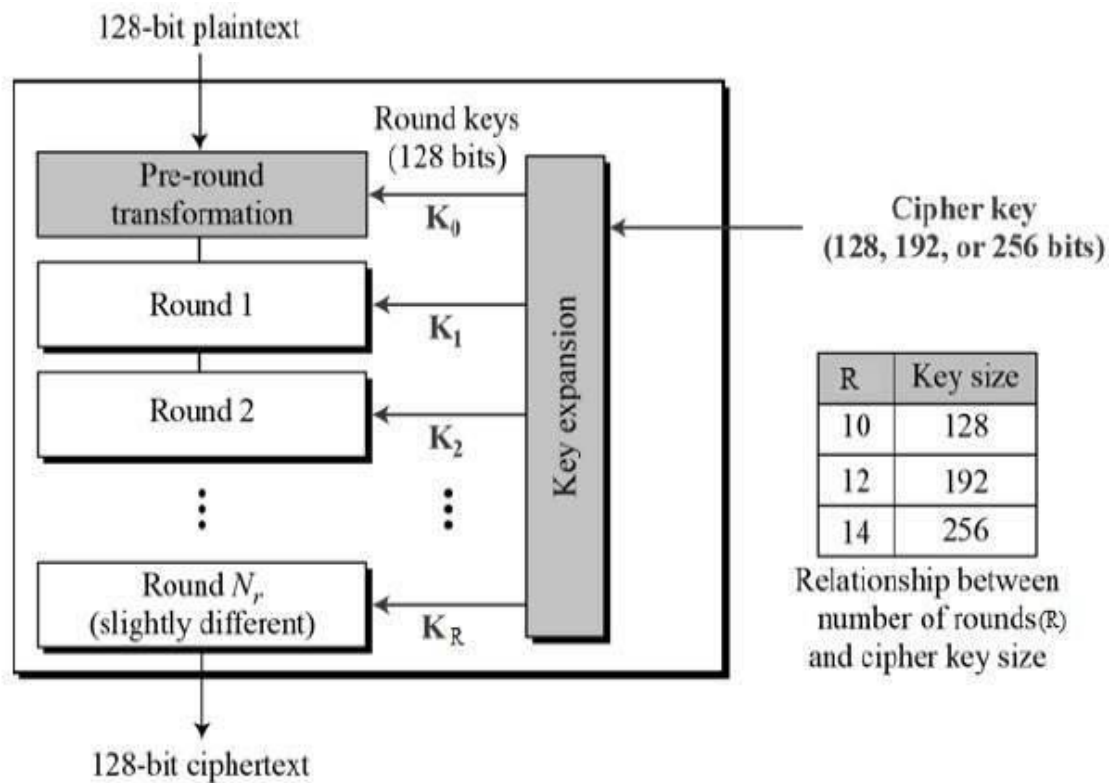 128-bit plaintext
Round keys
(128 bits)
Pre-round
transformation
K₀
Cipher key
(128, 192, or 256 bits)
Round 1
K₁
Round 2
K₂
Key expansion
R Key size
10 128
12 192
14 256
Relationship between
number of rounds(R)
and cipher key size
Round Nᵣ
(slightly different)
K R
128-bit ciphertext